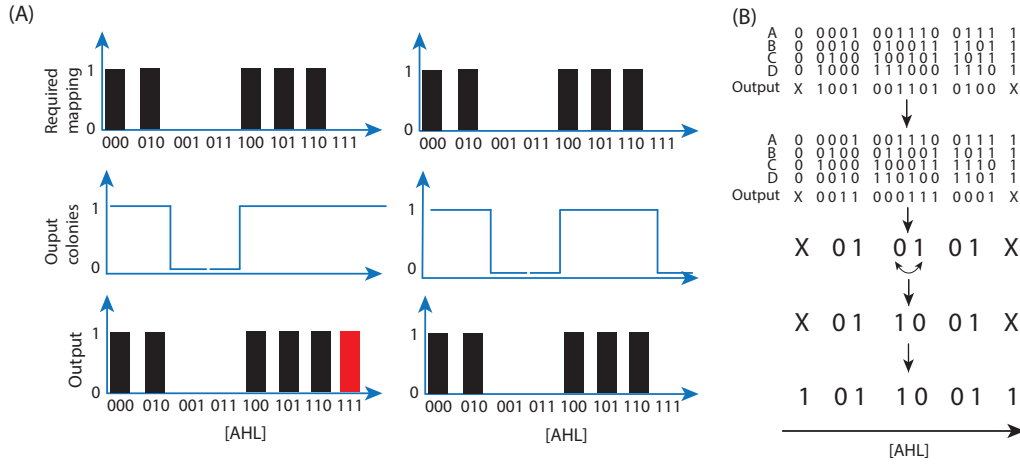 (A)
Required mapping
1
0
000 010 001 011 100 101 110 111
1
0
000 010 001 011 100 101 110 111
Ouput colonies
1
0
1
0
Output
1
0
000 010 001 011 100 101 110 111
[AHL]
1
0
000 010 001 011 100 101 110 111
[AHL]
(B)
A 0 0001 001110 0111 1
B 0 0010 010011 1011 1
C 0 0100 100101 1101 1
D 0 1000 111000 1110 1
Output X 1001 001101 0100 X
A 0 0001 001110 0111 1
B 0 0100 011001 1011 1
C 0 1000 100011 1110 1
D 0 0010 110100 1101 1
Output X 0011 000111 0001 X
X 01 01 01 X
X 01 10 01 X
1 01 10 01 1
[AHL]